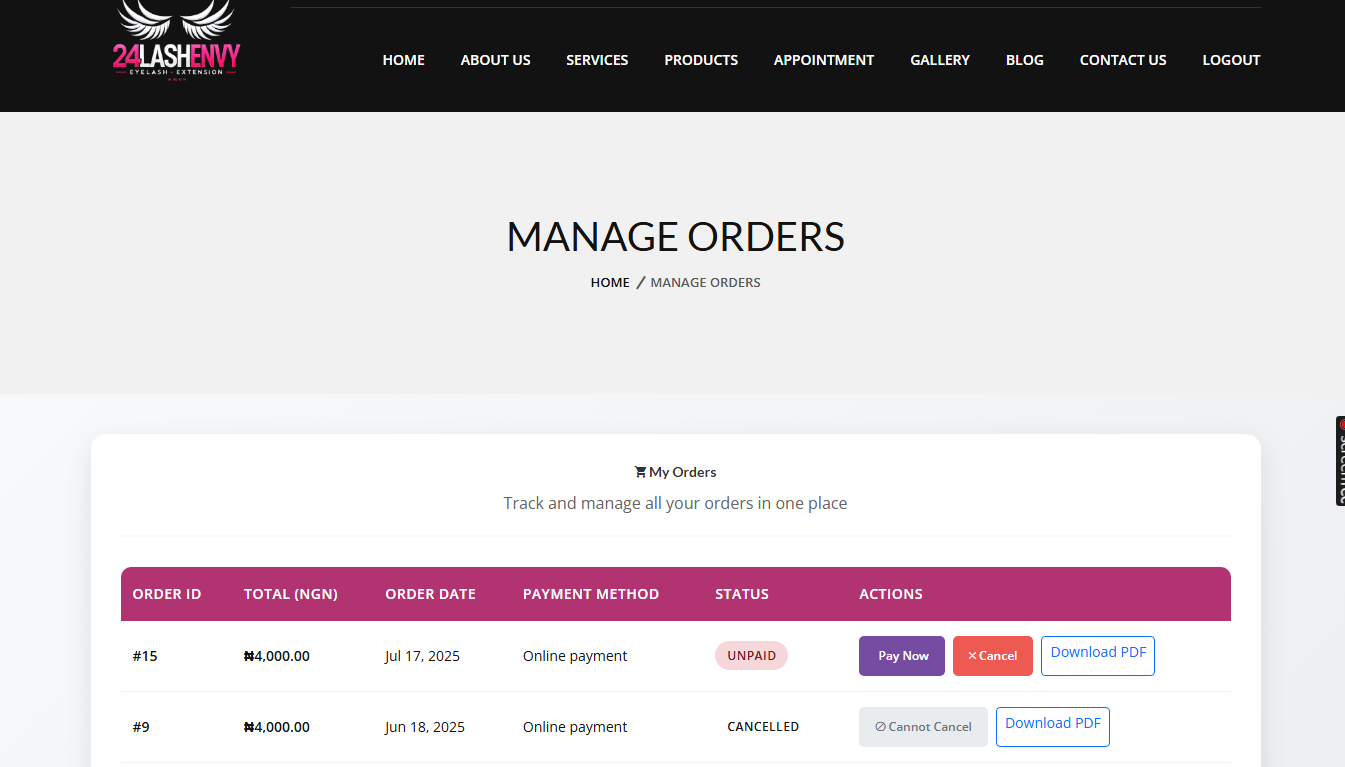 24LASHENVY
EYELASH - EXTENSION
HOME ABOUT US SERVICES PRODUCTS APPOINTMENT GALLERY BLOG CONTACT US LOGOUT
MANAGE ORDERS
HOME / MANAGE ORDERS
My Orders
Track and manage all your orders in one place
ORDER ID TOTAL (NGN) ORDER DATE PAYMENT METHOD STATUS ACTIONS
#15 ₦4,000.00 Jul 17, 2025 Online payment UNPAID Pay Now × Cancel Download PDF
#9 ₦4,000.00 Jun 18, 2025 Online payment CANCELLED Cannot Cancel Download PDF